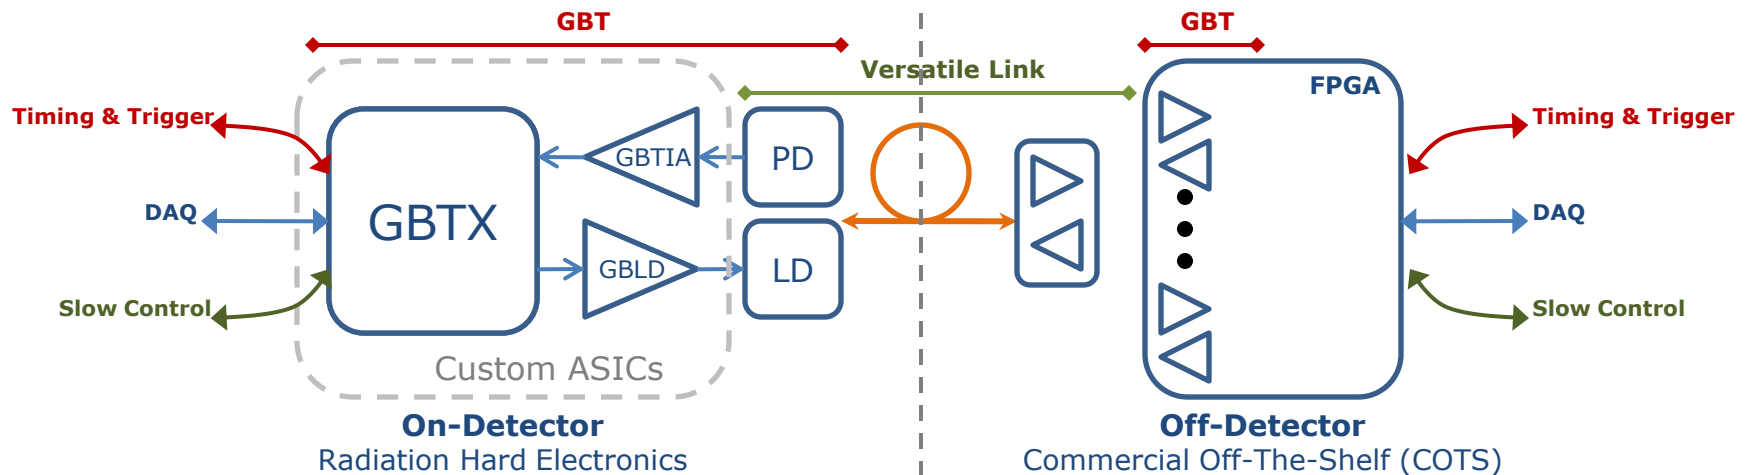 GBT
GBT
Versatile Link
FPGA
Timing & Trigger
Timing & Trigger
GBTIA
PD
DAQ
GBTX
DAQ
GBLD
LD
Slow Control
Slow Control
Custom ASICs
On-Detector
Off-Detector
Radiation Hard Electronics
Commercial Off-The-Shelf (COTS)